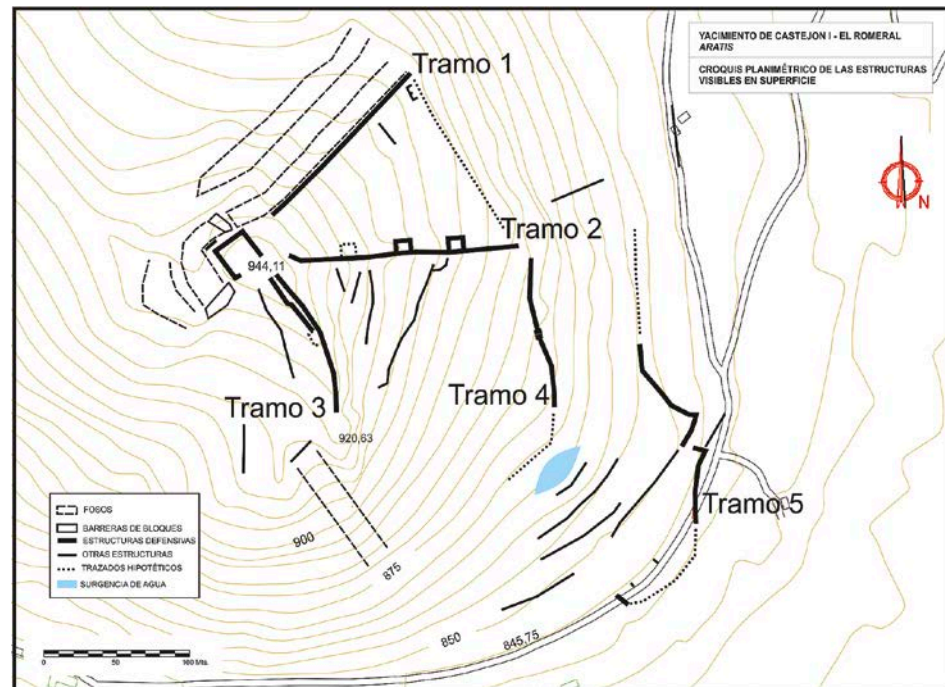 YACIMIENTO DE CASTEJON I - EL ROMERAL
ARATIS
CROQUIS PLANIMÉTRICO DE LAS ESTRUCTURAS
VISIBLES EN SUPERFICIE
Tramo 1
N
Tramo 2
944,11
Tramo 3
Tramo 4
920,63
Tramo 5
FOSOS
BARRERAS DE BLOQUES
ESTRUCTURAS DEFENSIVAS
OTRAS ESTRUCTURAS
TRAZADOS HIPOTÉTICOS
SURGENCIA DE AGUA
900
875
850
845,75
0 50 100 Mts.